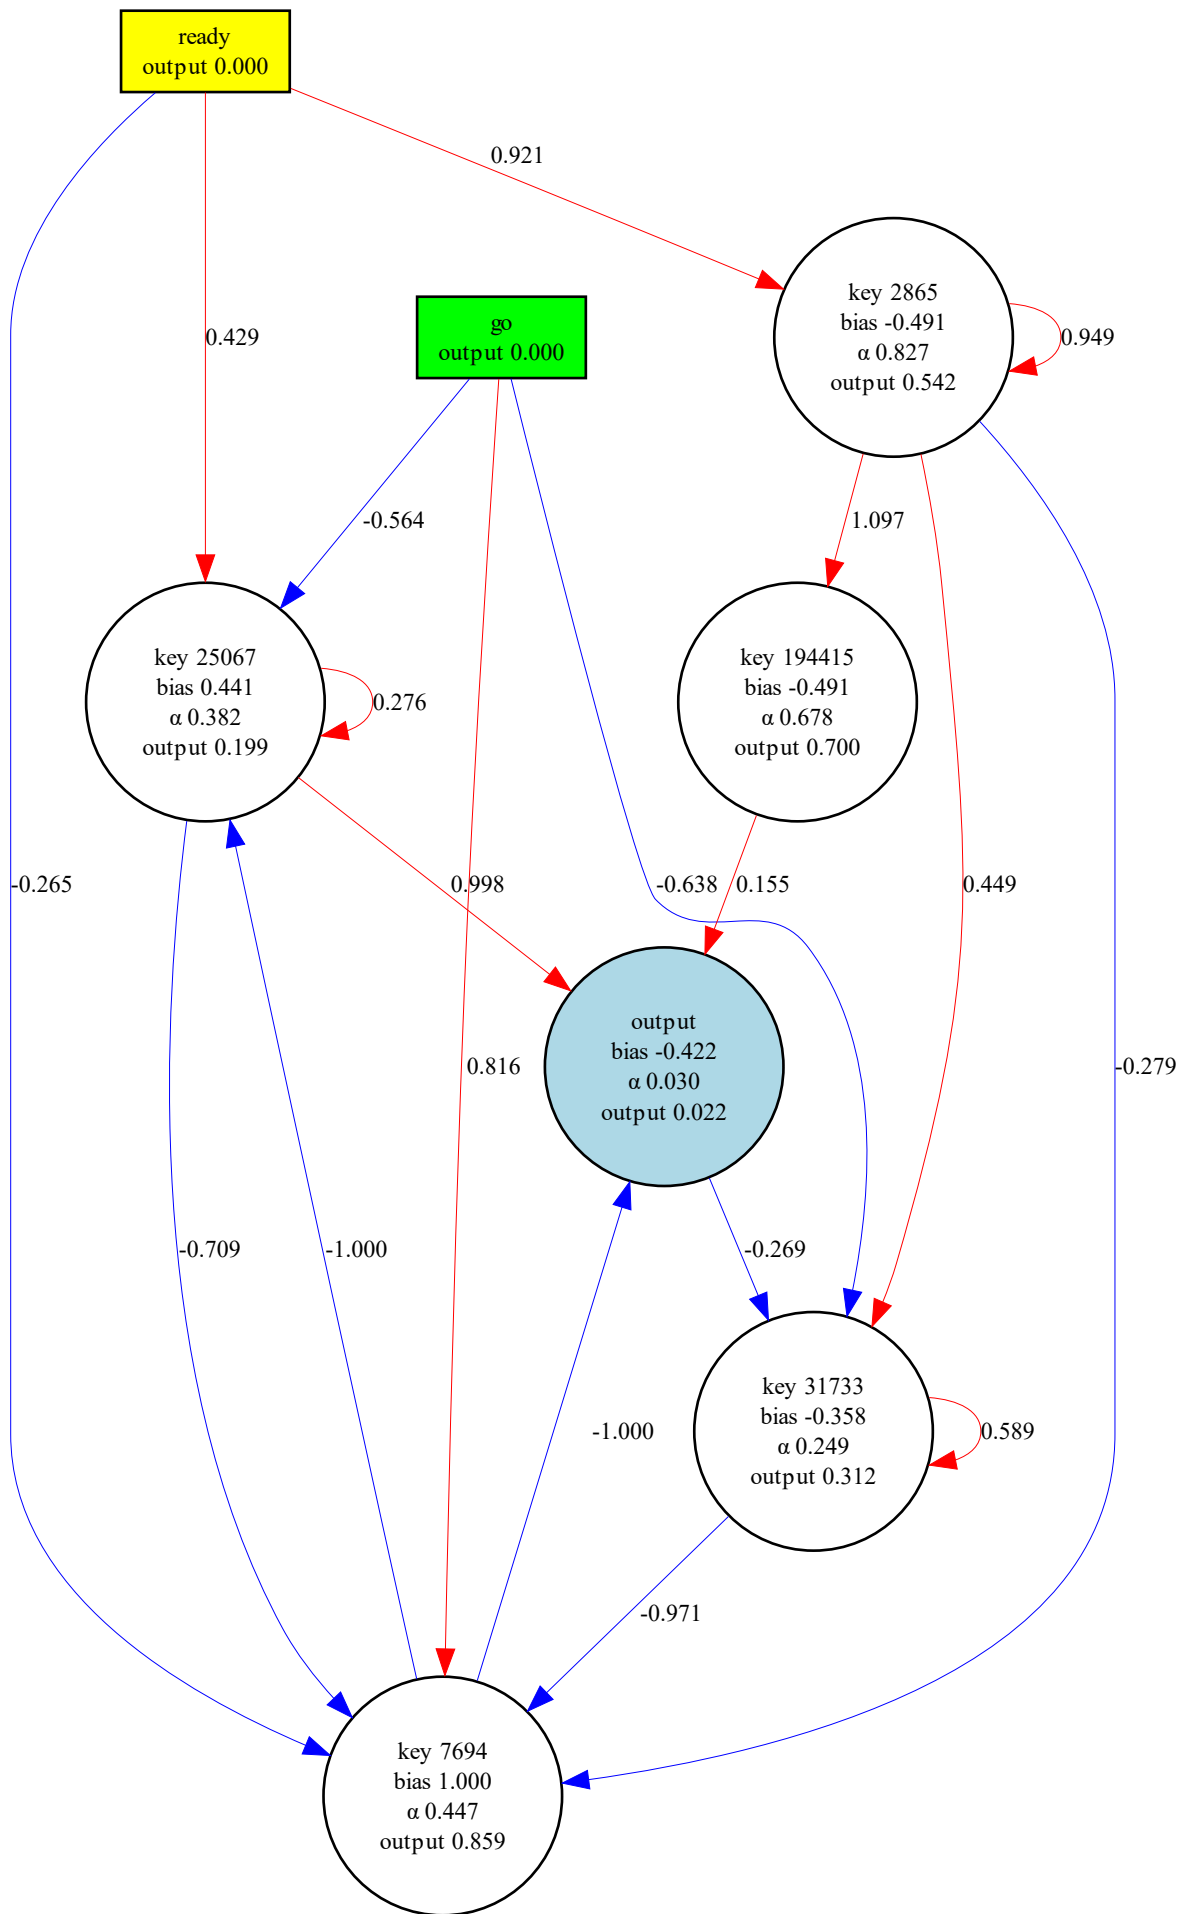 ready
output 0.000
0.921
key 2865
bias -0.491
α 0.827
output 0.542
0.949
go
output 0.000
0.429
-0.564
1.097
key 25067
bias 0.441
α 0.382
output 0.199
0.276
key 194415
bias -0.491
α 0.678
output 0.700
-0.265
0.998
-0.638
0.155
0.449
output
bias -0.422
α 0.030
output 0.022
0.816
-0.279
-0.709
-1.000
-0.269
key 31733
bias -0.358
α 0.249
output 0.312
-1.000
0.589
-0.971
key 7694
bias 1.000
α 0.447
output 0.859